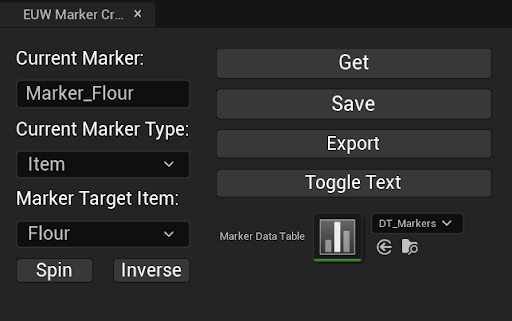 EUW Marker Cr...
Current Marker:
Marker_Flour
Current Marker Type:
Item
Marker Target Item:
Flour
Spin
Inverse
Get
Save
Export
Toggle Text
Marker Data Table
DT_Markers